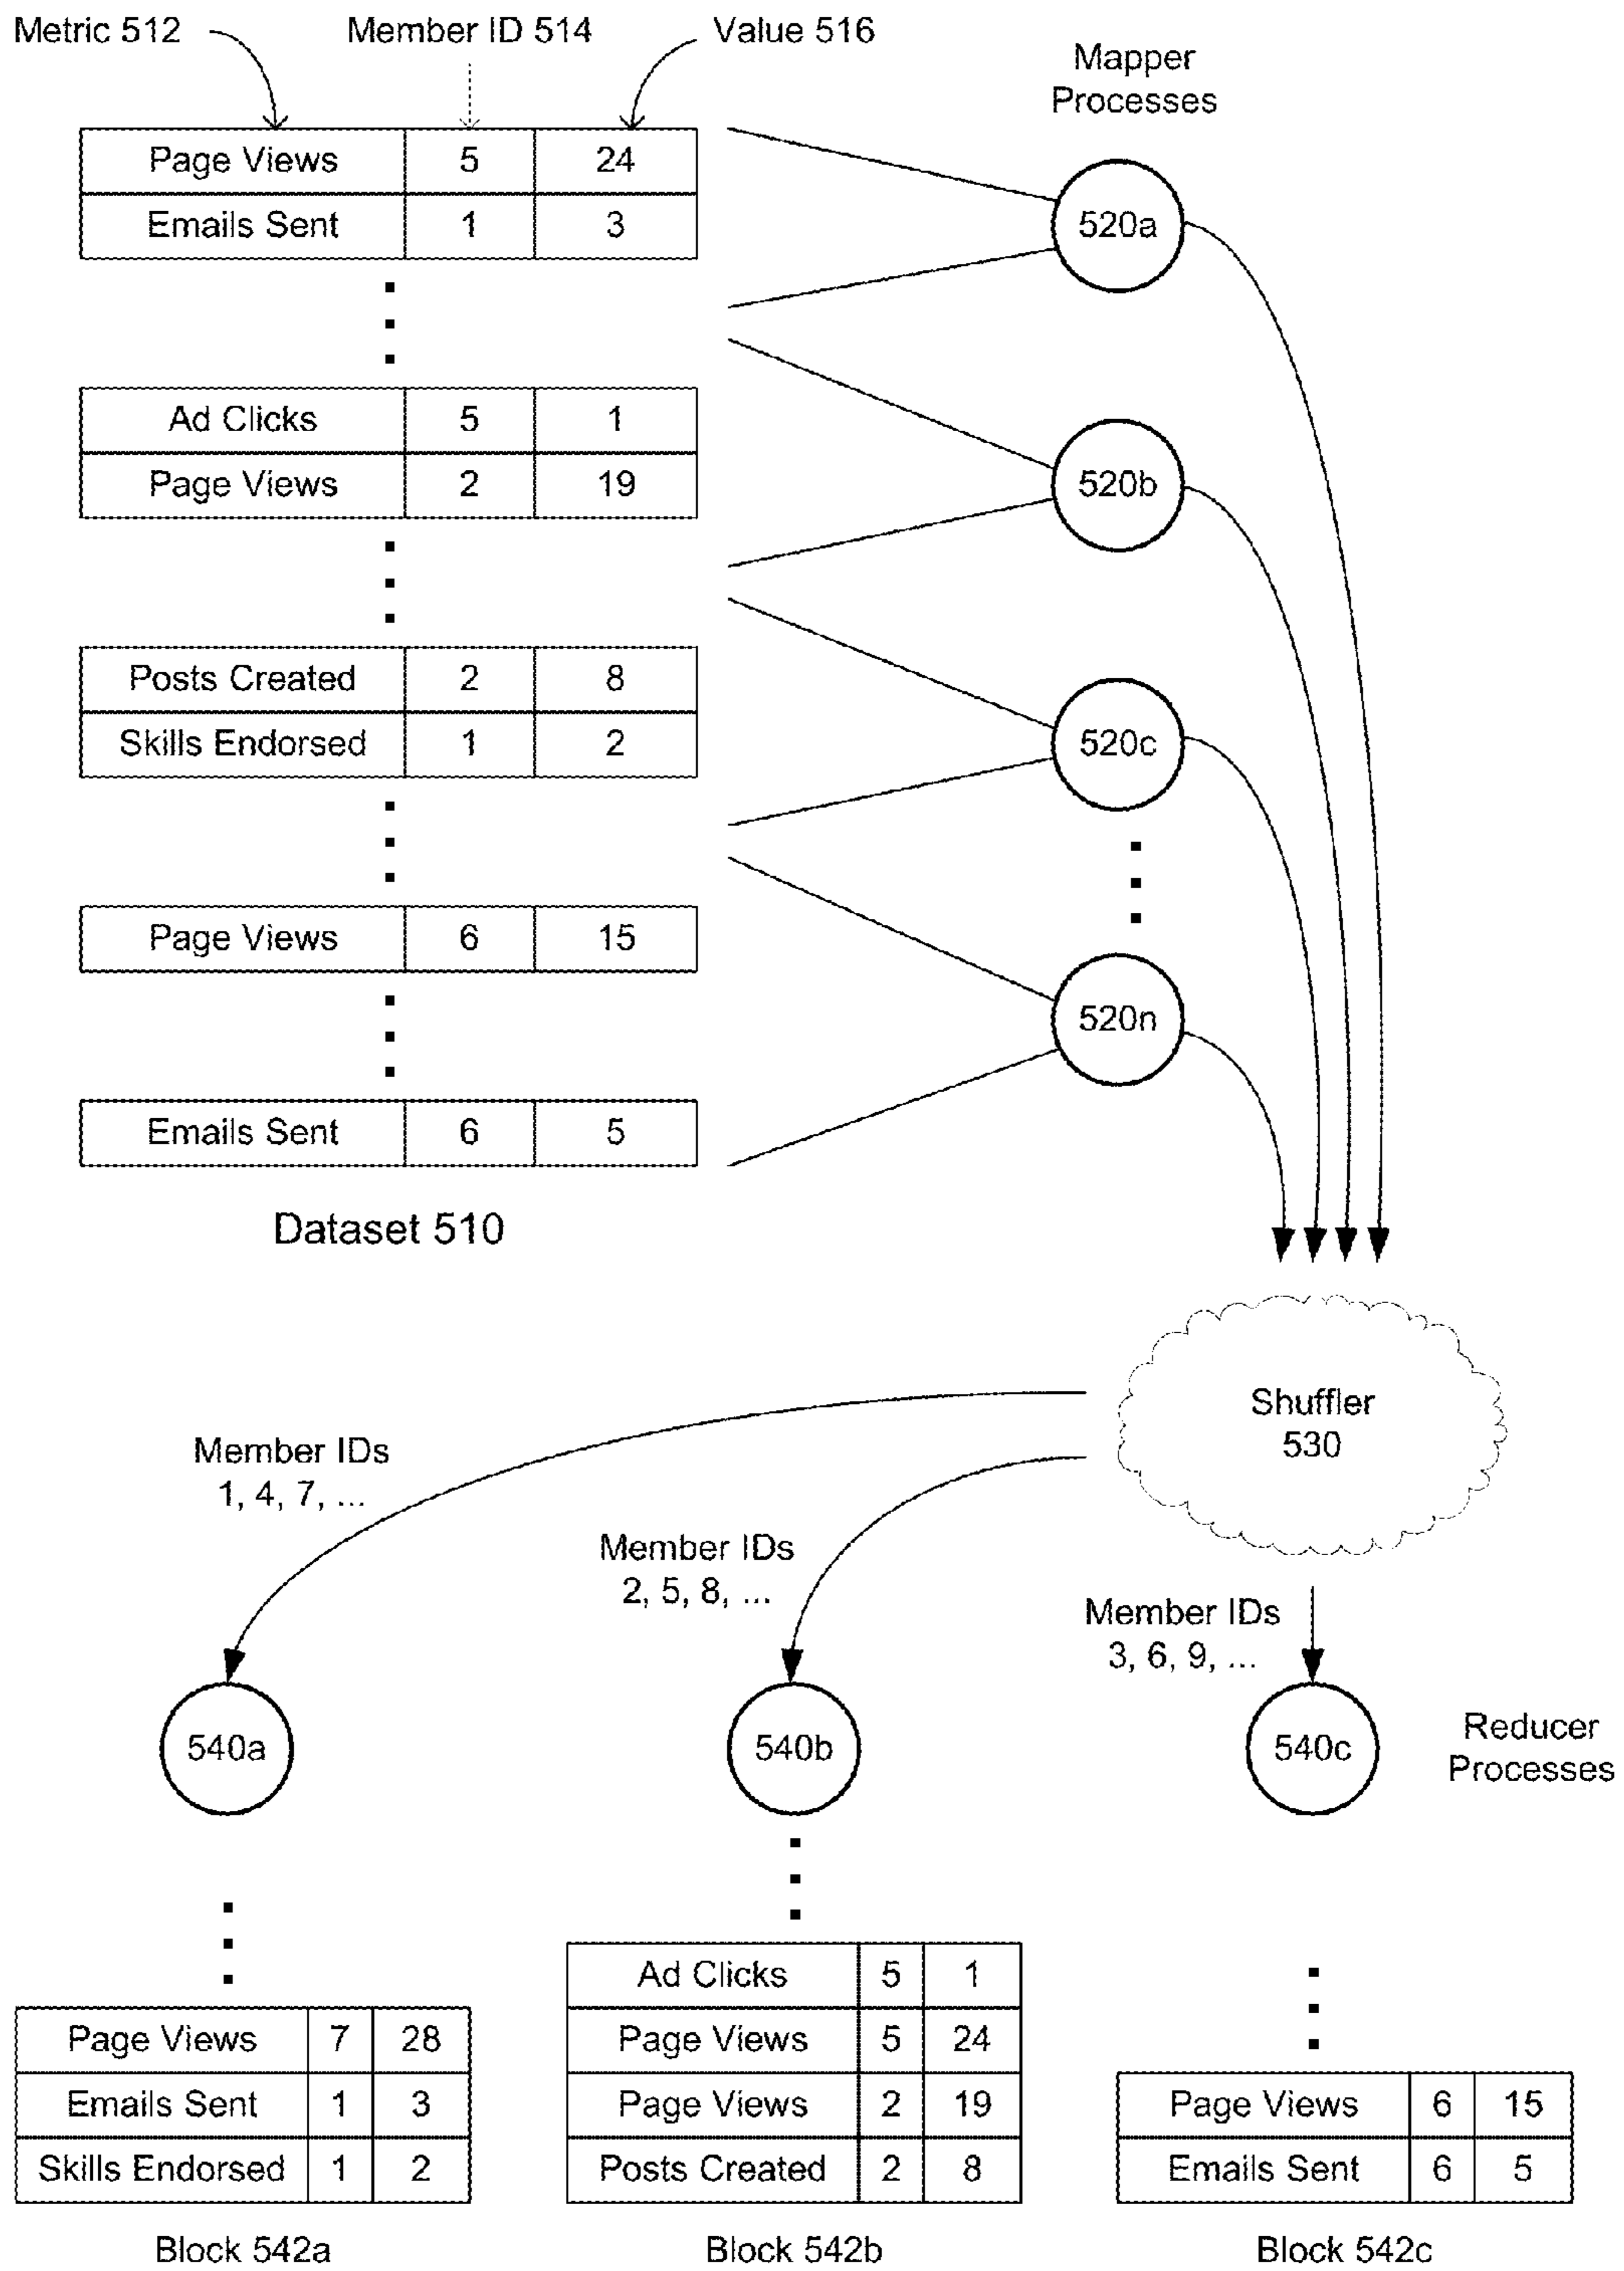 Metric 512 Member ID 514 Value 516
Mapper
Processes
Page Views 5 24
Emails Sent 1 3
520a
Ad Clicks 5 1
Page Views 2 19
520b
Posts Created 2 8
Skills Endorsed 1 2
520c
Page Views 6 15
520n
Emails Sent 6 5
Dataset 510
Shuffler
530
Member IDs
1, 4, 7, ...
Member IDs
2, 5, 8, ...
Member IDs
3, 6, 9, ...
540a
540b
540c
Reducer
Processes
Page Views 7 28
Emails Sent 1 3
Skills Endorsed 1 2
Block 542a
Ad Clicks 5 1
Page Views 5 24
Page Views 2 19
Posts Created 2 8
Block 542b
Page Views 6 15
Emails Sent 6 5
Block 542c